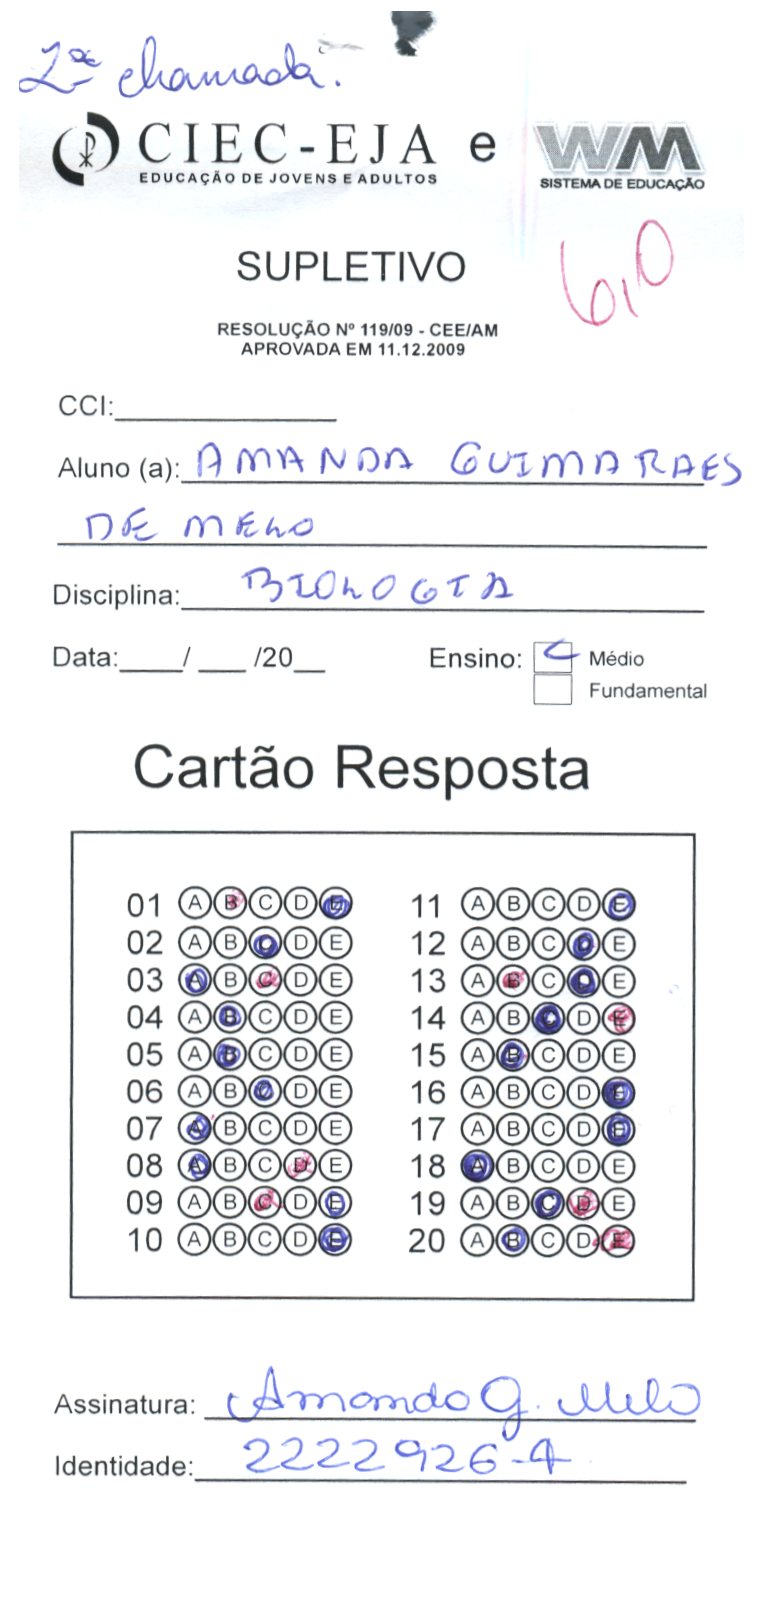 2ª chamada.
CIEC-EJA e WM
EDUCAÇÃO DE JOVENS E ADULTOS
SISTEMA DE EDUCAÇÃO
SUPLETIVO
6,0
RESOLUÇÃO Nº 119/09 - CEE/AM
APROVADA EM 11.12.2009
CCI:
Aluno (a): AMANDA GUIMARAES
DE MELO
Disciplina: BIOLOGIA
Data:____/ ___ /20__ Ensino: Médio
Fundamental
Cartão Resposta
01 A B C D E 11 A B C D E
02 A B C D E 12 A B C D E
03 A B C D E 13 A B C D E
04 A B C D E 14 A B C D E
05 A B C D E 15 A B C D E
06 A B C D E 16 A B C D E
07 A B C D E 17 A B C D E
08 A B C D E 18 A B C D E
09 A B C D E 19 A B C D E
10 A B C D E 20 A B C D E
Assinatura: Amanda G. Melo
Identidade: 2222926-4